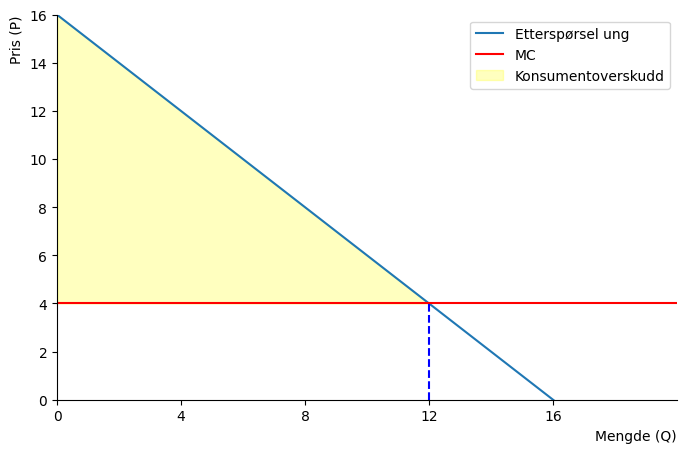 Pris (P)
16
14
12
10
8
6
4
2
0
Etterspørsel ung
MC
Konsumentoverskudd
0 4 8 12 16
Mengde (Q)